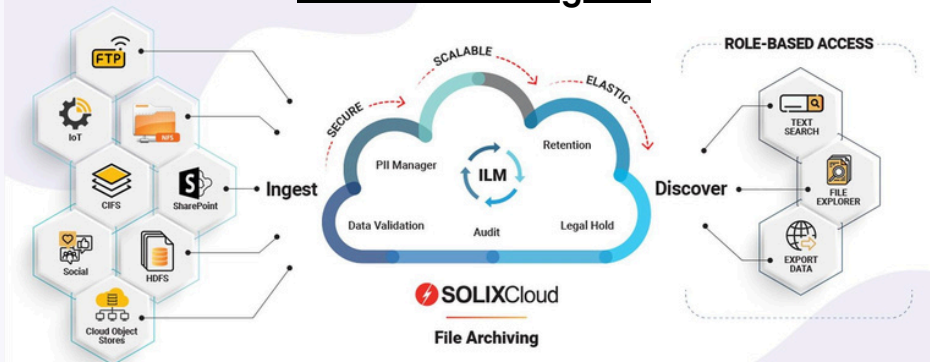 FTP
IoT
NFS
CIFS
SharePoint
Social
HDFS
Cloud Object
Stores
Ingest
SECURE
SCALABLE
ELASTIC
PII Manager
ILM
Retention
Data Validation
Audit
Legal Hold
SOLIXCloud
File Archiving
Discover
ROLE-BASED ACCESS
TEXT
SEARCH
FILE
EXPLORER
EXPORT
DATA